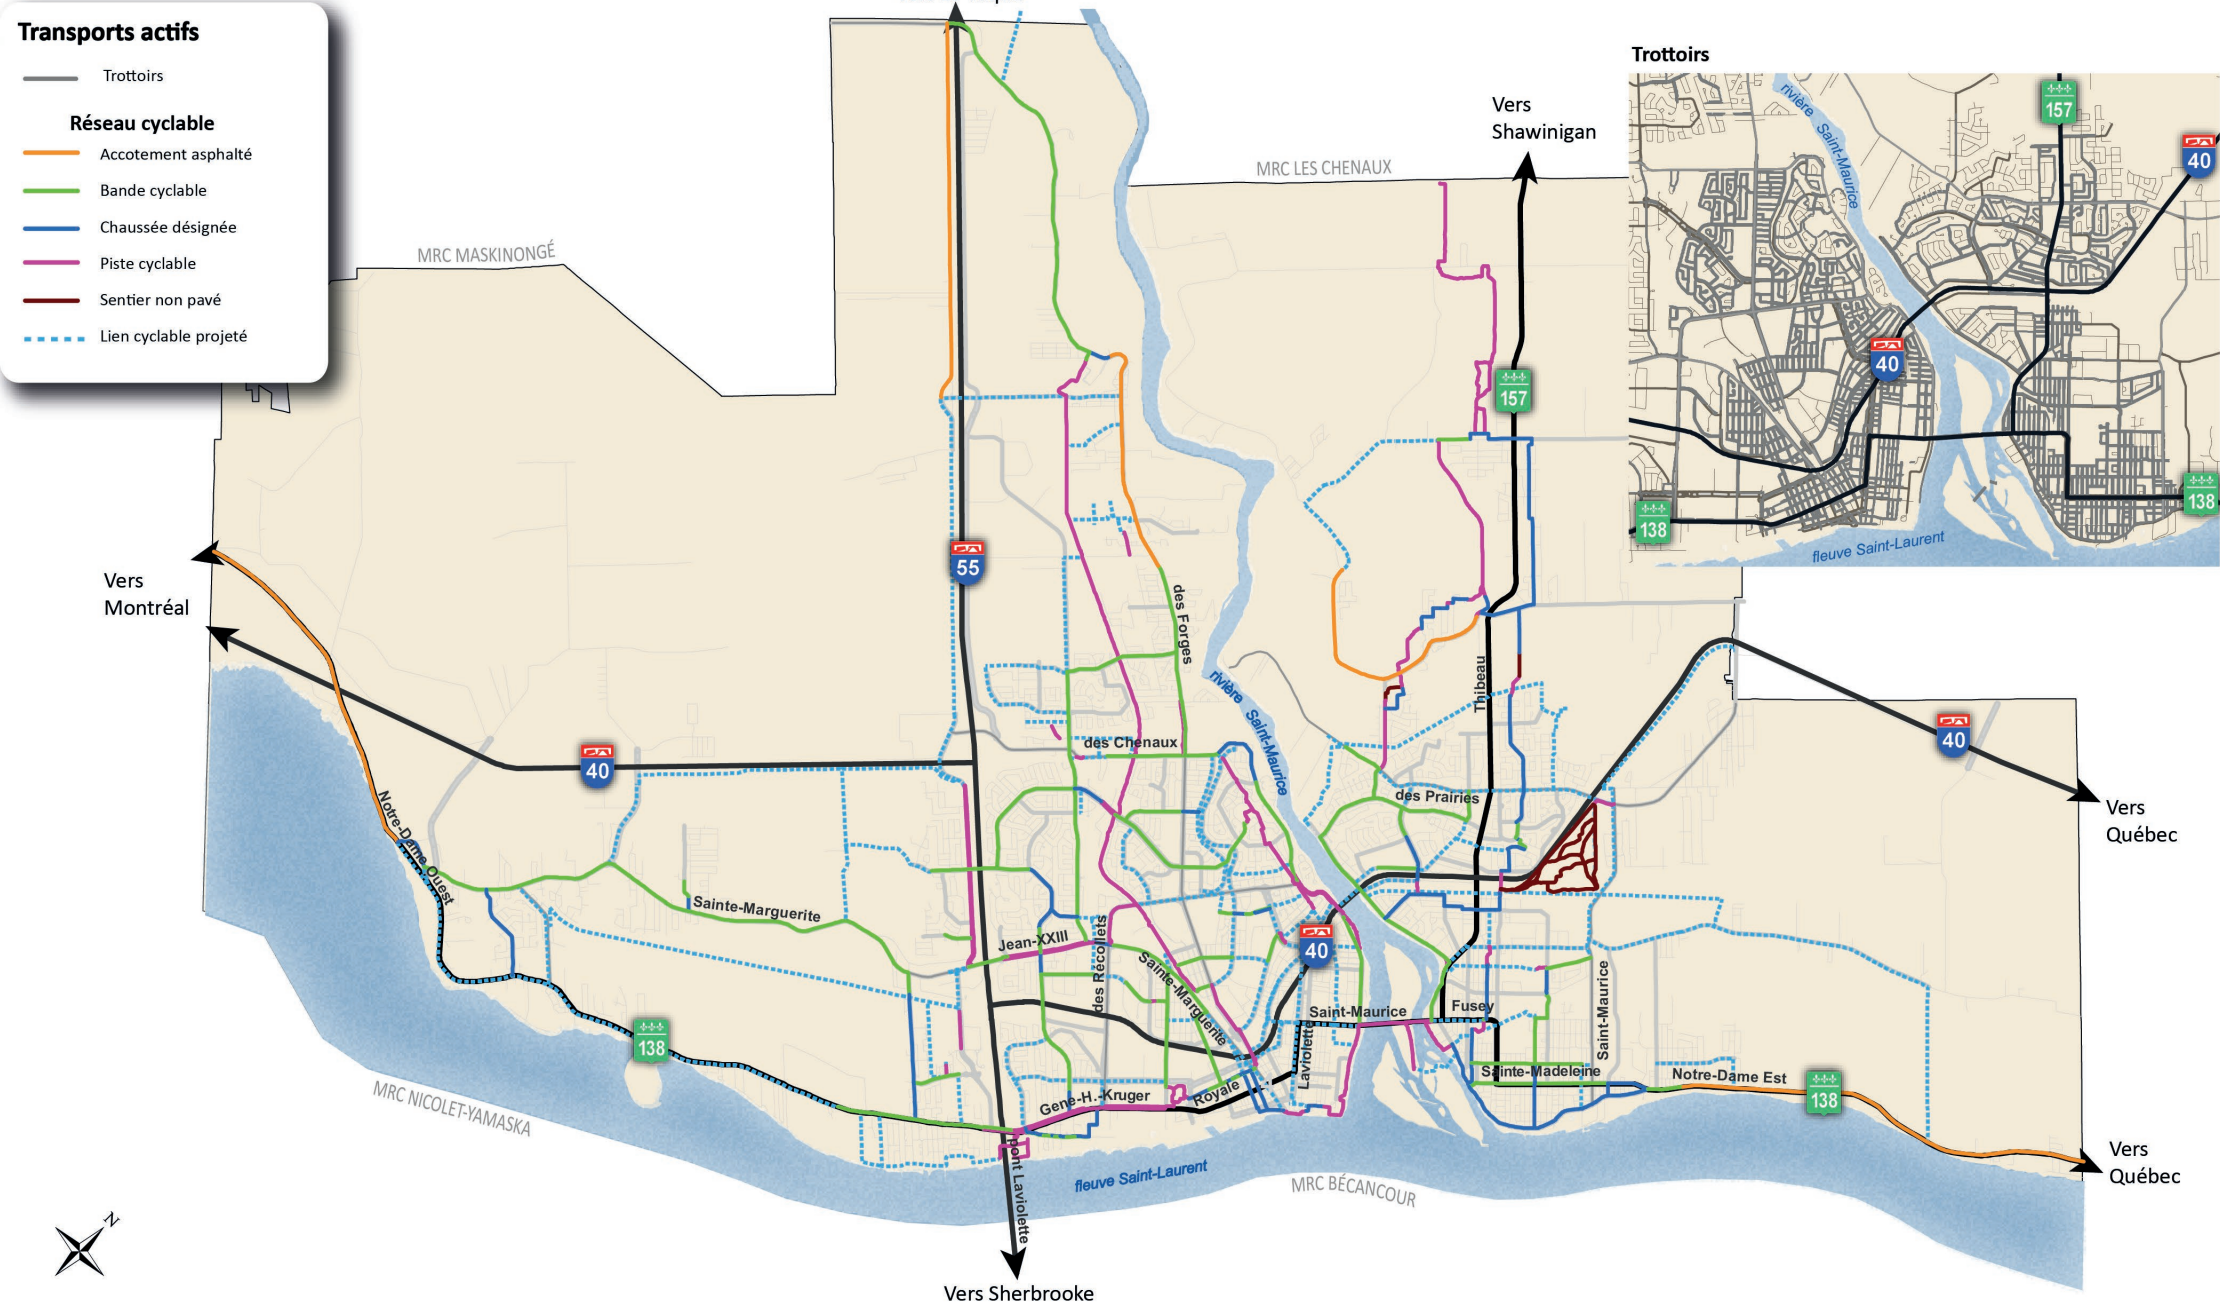 Transports actifs
Trottoirs
Réseau cyclable
Accotement asphalté
Bande cyclable
Chaussée désignée
Piste cyclable
Sentier non pavé
Lien cyclable projeté
Trottoirs
157
40
rivière Saint-Maurice
40
138
138
fleuve Saint-Laurent
Vers
Shawinigan
MRC LES CHENAUX
MRC MASKINONGÉ
157
55
Vers
Montréal
des Forges
rivière Saint-Maurice
Thibeau
des Chenaux
40
40
des Prairies
Vers
Québec
Notre-Dame Ouest
Sainte-Marguerite
Jean-XXIII
des Récollets
Sainte-Marguerite
40
Saint-Maurice
Fusey
Saint-Maurice
Laviolette
138
Sainte-Madeleine
Notre-Dame Est
138
Gene-H.-Kruger
Royale
MRC NICOLET-YAMASKA
pont Laviolette
fleuve Saint-Laurent
MRC BÉCANCOUR
Vers
Québec
N
Vers Sherbrooke